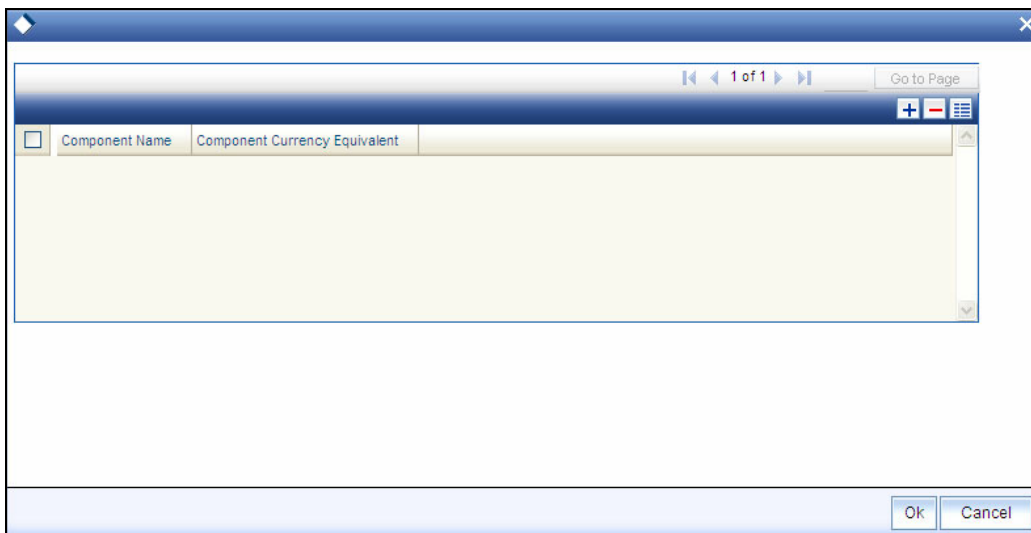 1 of 1 Go to Page
Component Name Component Currency Equivalent
Ok Cancel